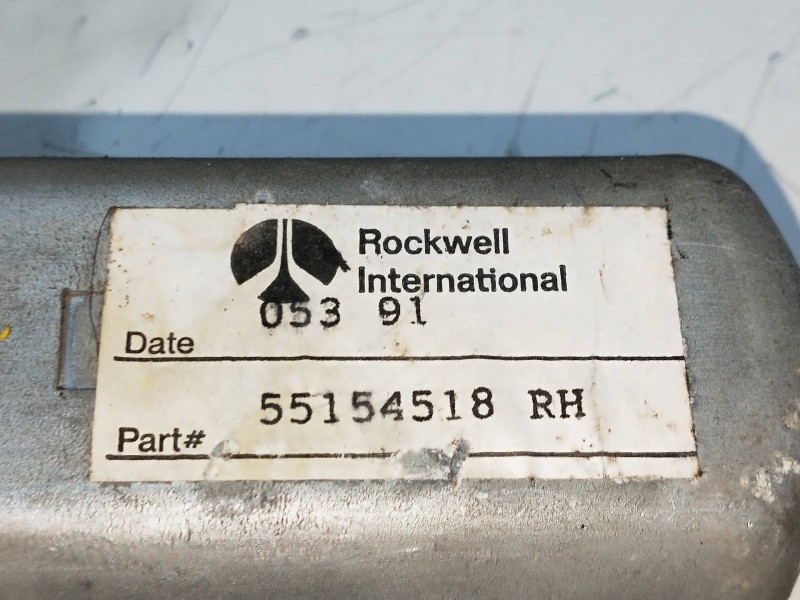 Rockwell
International
Date 053 91
Part# 55154518 RH